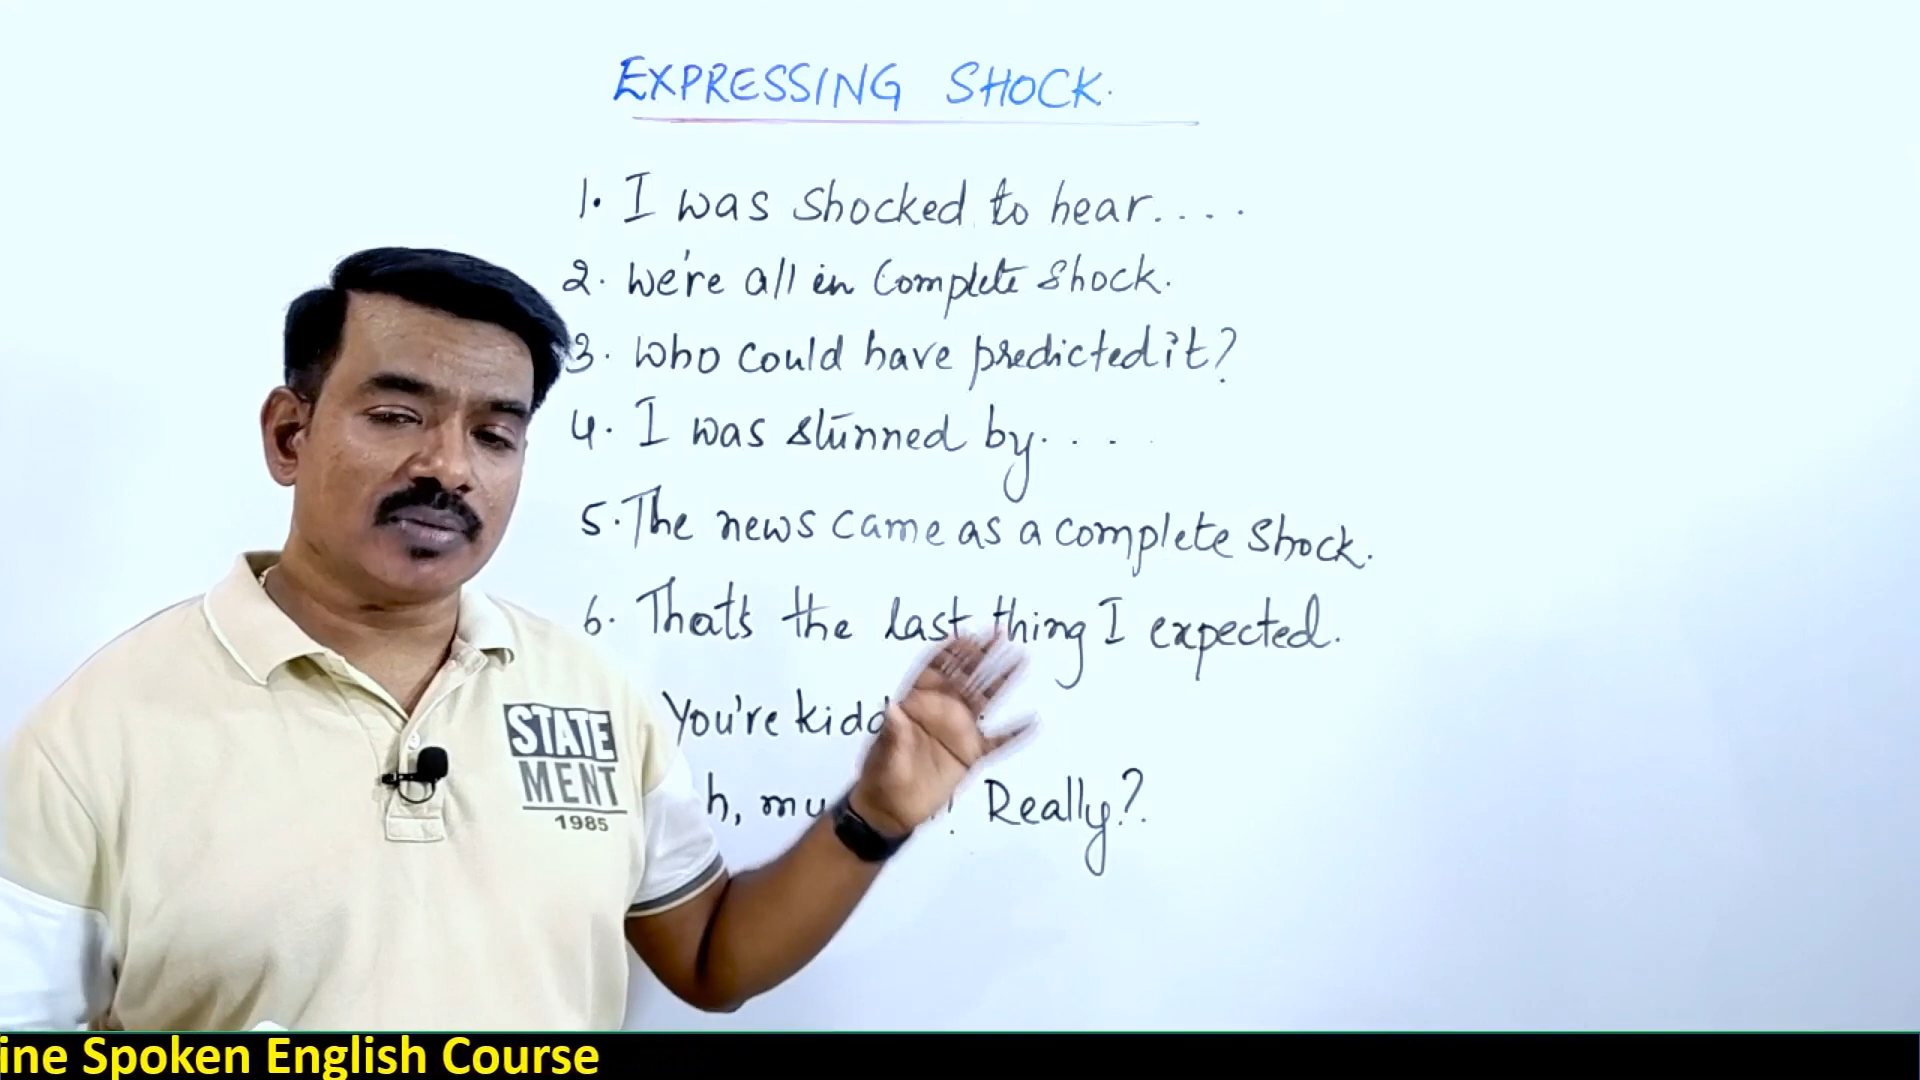 EXPRESSING SHOCK.
1. I was shocked to hear....
2. We're all in Complete Shock.
3. Who could have predicted it?
4. I was stunned by....
5. The news came as a complete shock.
6. That's the last thing I expected.
You're
Really?
STATE
MENT
1985
Spoken English Course